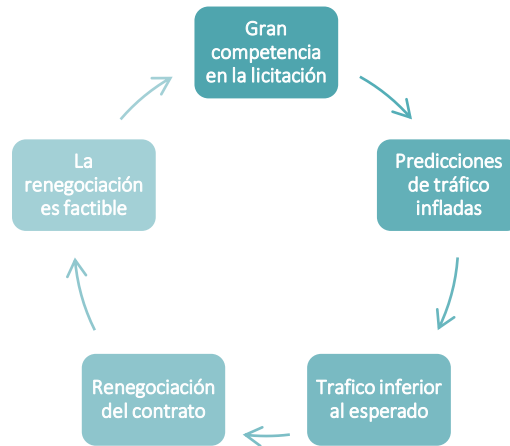 Gran
competencia
en la licitación
Predicciones
de tráfico
infladas
Trafico inferior
al esperado
Renegociación
del contrato
La
renegociación
es factible